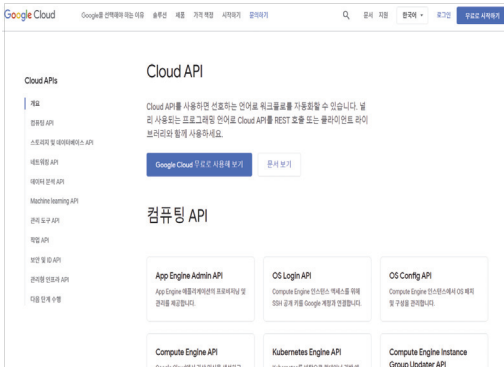 Google Cloud
Google을 선택해야 하는 이유 솔루션 제품 가격 책정 시작하기 문의하기
문서 지원 한국어 로그인 무료로 시작하기
Cloud APIs
개요
컴퓨팅 API
스토리지 및 데이터베이스 API
네트워킹 API
데이터 분석 API
Machine learning API
관리 도구 API
작업 API
보안 및 ID API
관리형 인프라 API
다음 단계 수행
Cloud API
Cloud API를 사용하면 선호하는 언어로 워크플로를 자동화할 수 있습니다. 널
리 사용되는 프로그래밍 언어로 Cloud API를 REST 호출 또는 클라이언트 라이
브러리와 함께 사용하세요.
Google Cloud 무료로 사용해 보기
문서 보기
컴퓨팅 API
App Engine Admin API
App Engine 애플리케이션의 프로비저닝 및
관리를 제공합니다.
OS Login API
Compute Engine 인스턴스 액세스를 위해
SSH 공개 키를 Google 계정과 연결합니다.
OS Config API
Compute Engine 인스턴스에서 OS 패치
및 구성을 관리합니다.
Compute Engine API
Kubernetes Engine API
Compute Engine Instance
Group Updater API